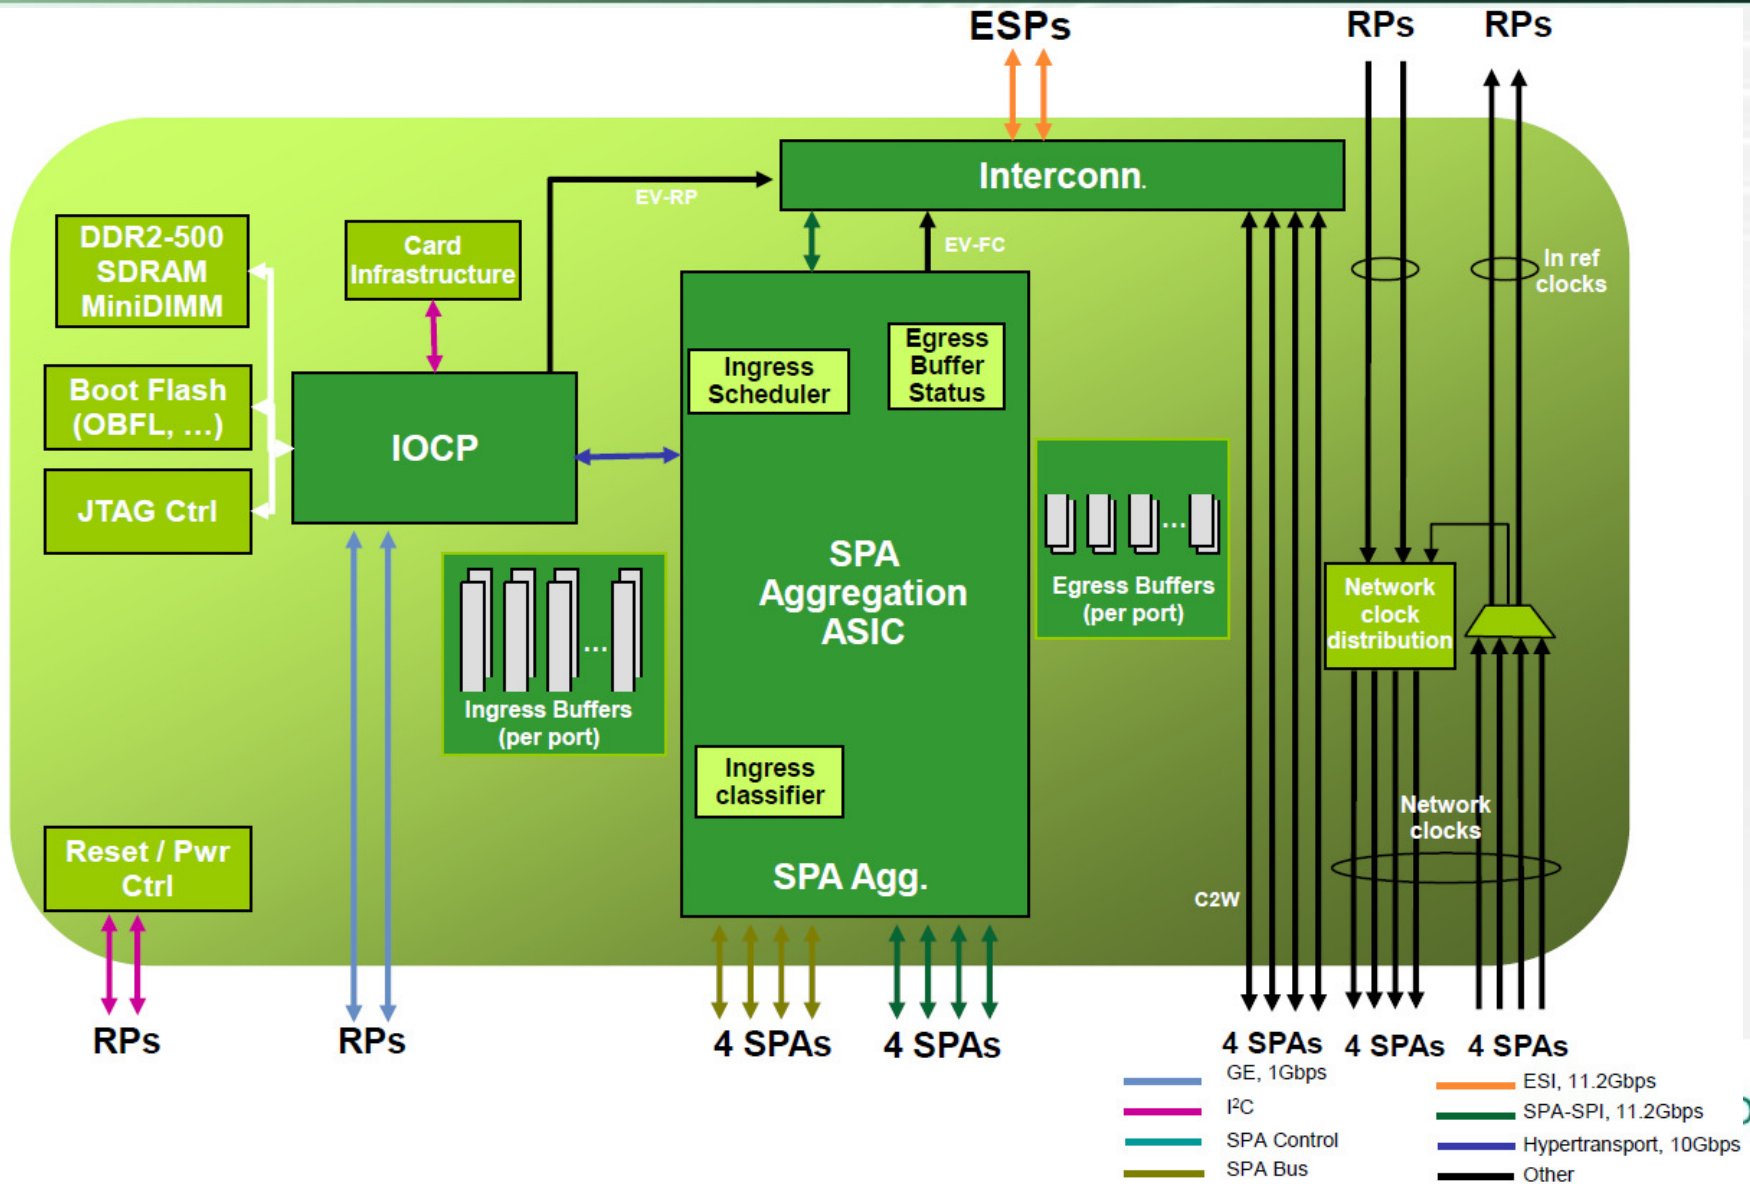 ESPs
RPs
RPs
Interconn.
EV-RP
EV-FC
DDR2-500
SDRAM
MiniDIMM
Card
Infrastructure
In ref
clocks
Boot Flash
(OBFL, ...)
JTAG Ctrl
IOCP
Ingress
Scheduler
Egress
Buffer
Status
SPA
Aggregation
ASIC
...
Egress Buffers
(per port)
Network
clock
distribution
...
Ingress Buffers
(per port)
Ingress
classifier
SPA Agg.
Network
clocks
C2W
Reset / Pwr
Ctrl
RPs
RPs
4 SPAs
4 SPAs
4 SPAs
4 SPAs
4 SPAs
GE, 1Gbps
I²C
SPA Control
SPA Bus
ESI, 11.2Gbps
SPA-SPI, 11.2Gbps
Hypertransport, 10Gbps
Other